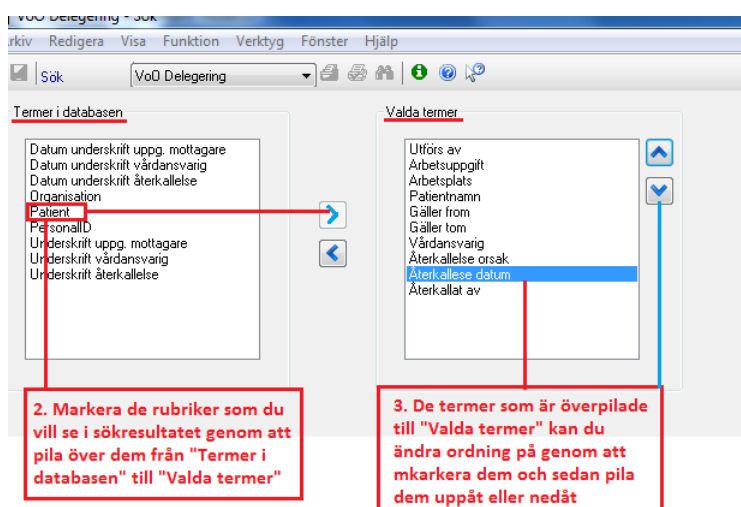 VoO Delegering - Sök
Arkiv Redigera Visa Funktion Verktyg Fönster Hjälp
Sök VoO Delegering
Termer i databasen
Datum underskrift uppg. mottagare
Datum underskrift vårdansvarig
Datum underskrift återkallelse
Organisation
Patient
PersonalID
Underskrift uppg. mottagare
Underskrift vårdansvarig
Underskrift återkallelse
Valda termer
Utförs av
Arbetsuppgift
Arbetsplats
Patientnamn
Gäller from
Gäller tom
Vårdansvarig
Återkallelse orsak
Återkallese datum
Återkallat av
2. Markera de rubriker som du
vill se i sökresultatet genom att
pila över dem från "Termer i
databasen" till "Valda termer"
3. De termer som är överpilade
till "Valda termer" kan du
ändra ordning på genom att
mkarkera dem och sedan pila
dem uppåt eller nedåt